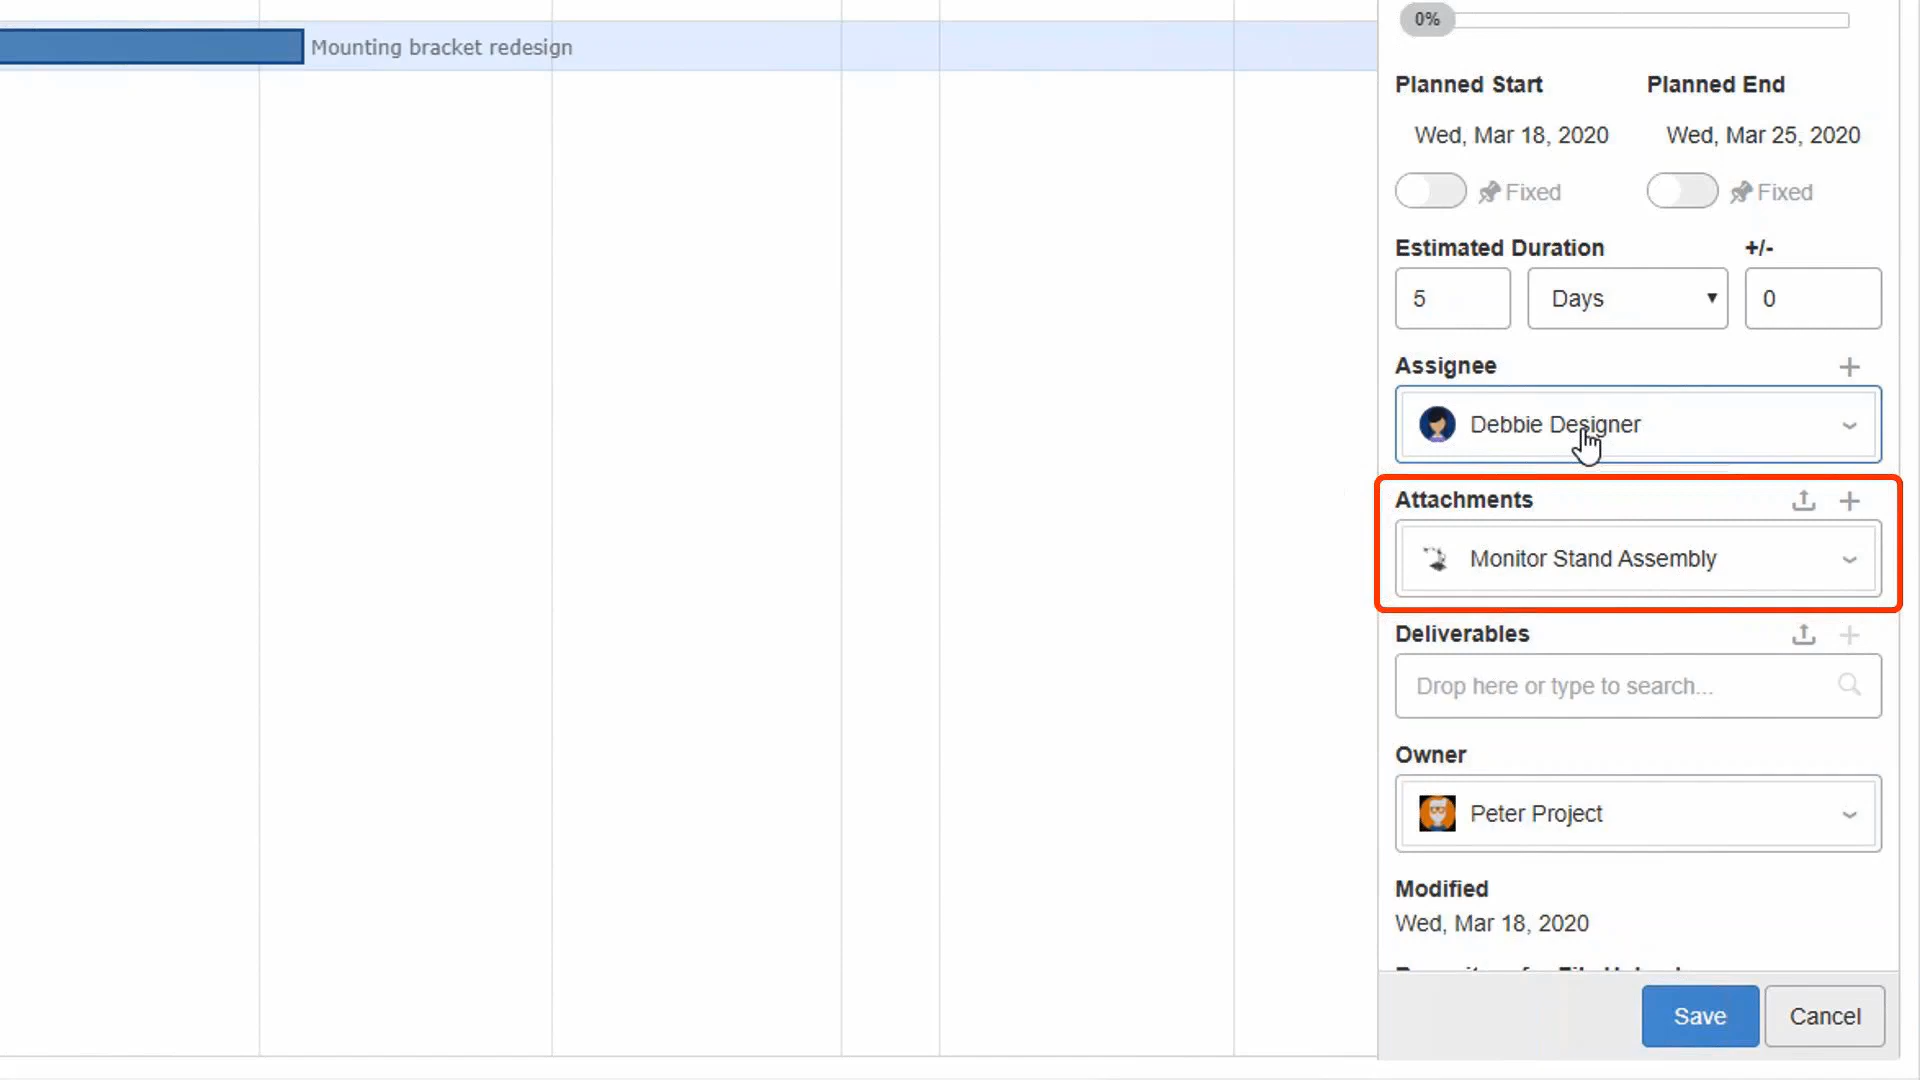 0%
Mounting bracket redesign
Planned Start Planned End
Wed, Mar 18, 2020 Wed, Mar 25, 2020
Fixed Fixed
Estimated Duration +/-
5 Days 0
Assignee
Debbie Designer
Attachments
Monitor Stand Assembly
Deliverables
Drop here or type to search...
Owner
Peter Project
Modified
Wed, Mar 18, 2020
Save Cancel